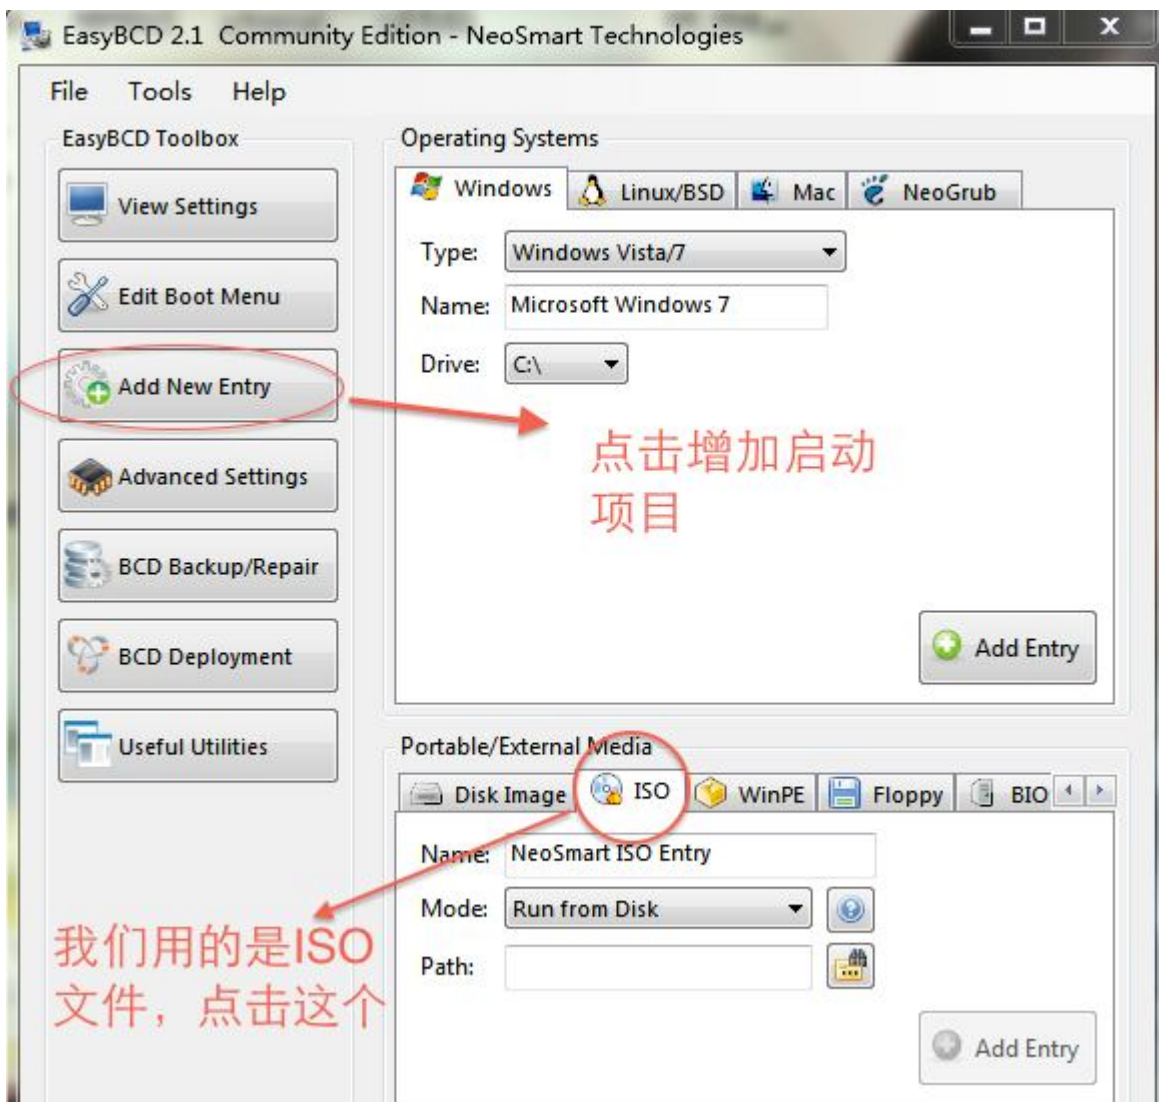 EasyBCD 2.1 Community Edition - NeoSmart Technologies
File Tools Help
EasyBCD Toolbox
View Settings
Edit Boot Menu
Add New Entry
Advanced Settings
BCD Backup/Repair
BCD Deployment
Useful Utilities
Operating Systems
Windows Linux/BSD Mac NeoGrub
Type: Windows Vista/7
Name: Microsoft Windows 7
Drive: C:\
点击增加启动
项目
Add Entry
Portable/External Media
Disk Image ISO WinPE Floppy BIO
Name: NeoSmart ISO Entry
Mode: Run from Disk
Path:
我们用的是ISO
文件，点击这个
Add Entry